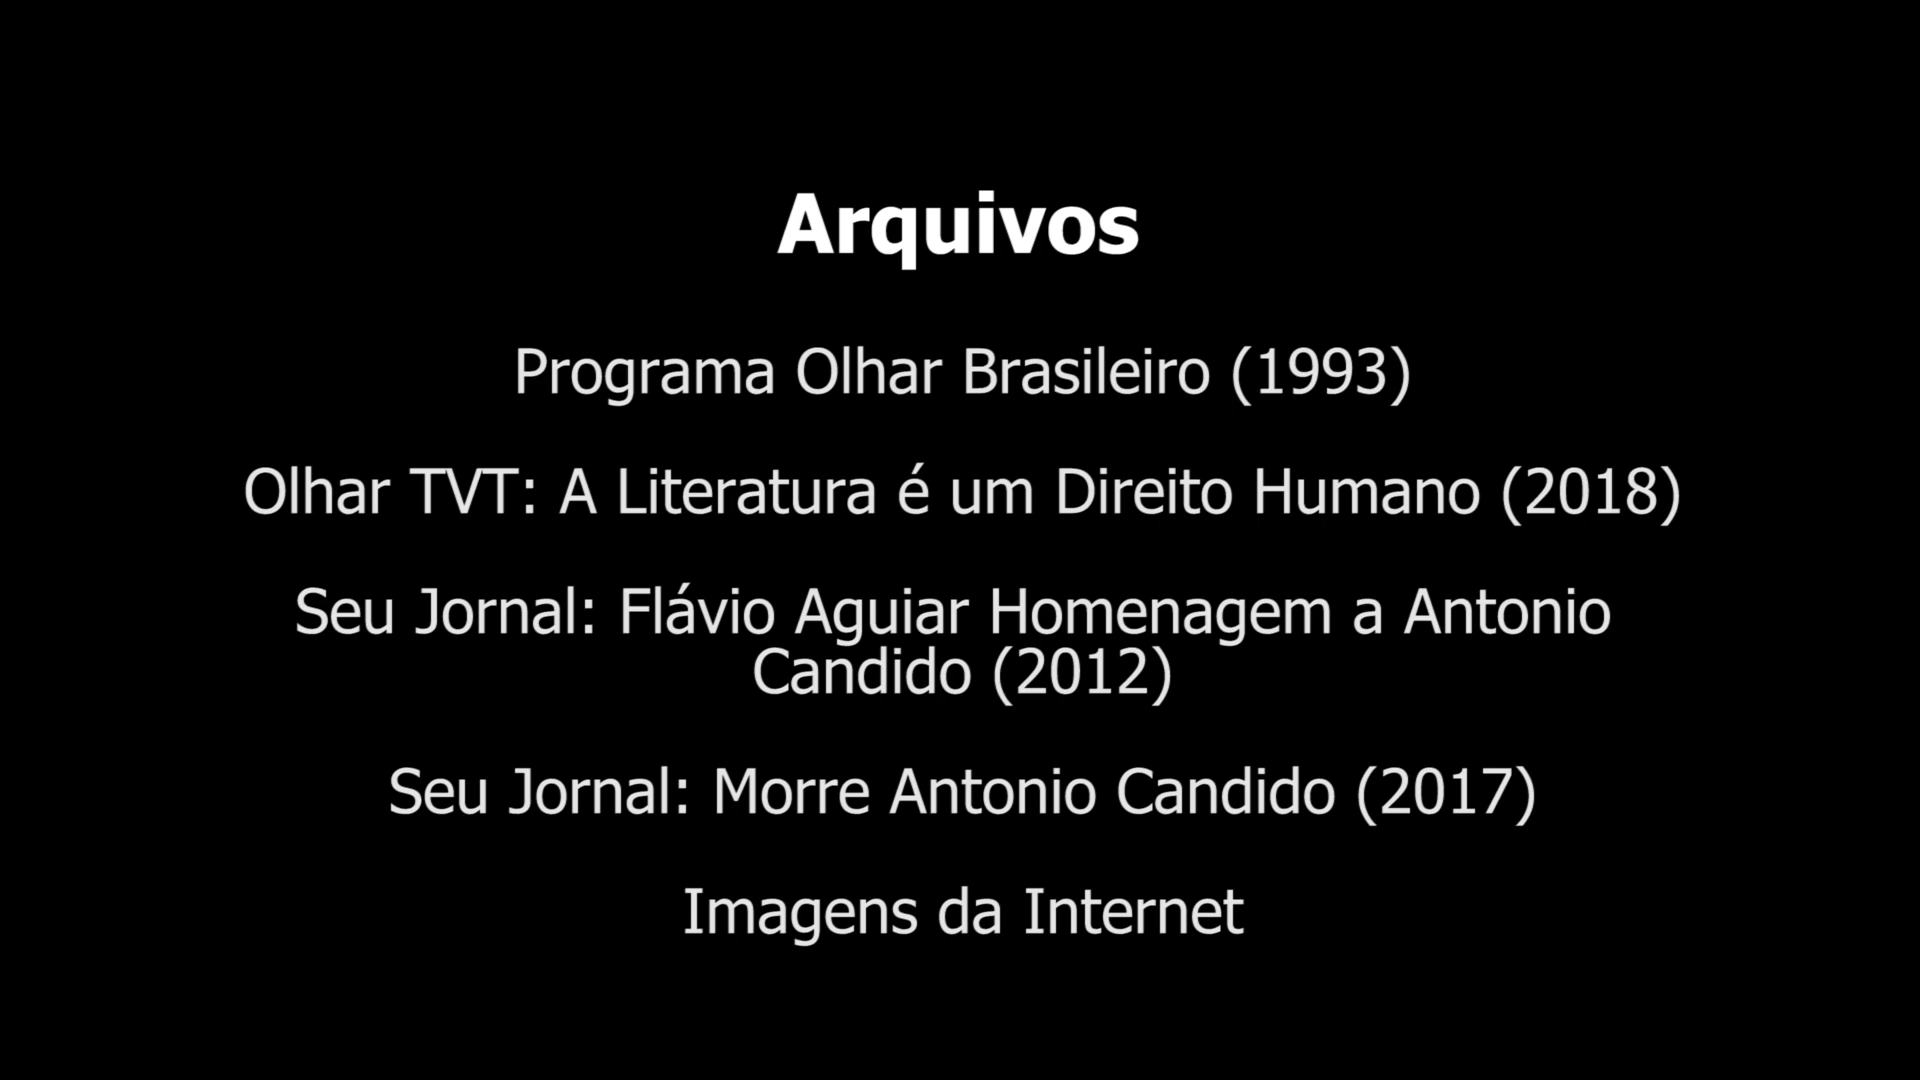 Arquivos
Programa Olhar Brasileiro (1993)
Olhar TVT: A Literatura é um Direito Humano (2018)
Seu Jornal: Flávio Aguiar Homenagem a Antonio
Candido (2012)
Seu Jornal: Morre Antonio Candido (2017)
Imagens da Internet